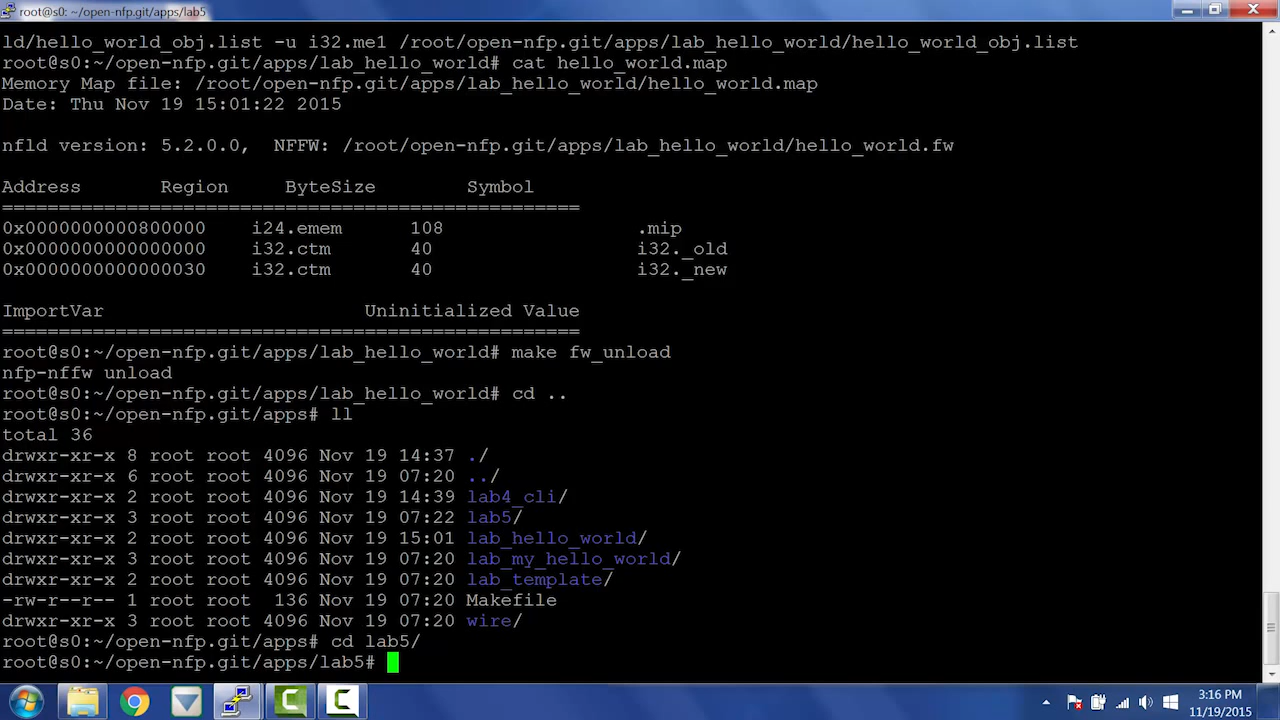 root@s0: ~/open-nfp.git/apps/lab5
ld/hello_world_obj.list -u i32.me1 /root/open-nfp.git/apps/lab_hello_world/hello_world_obj.list
root@s0:~/open-nfp.git/apps/lab_hello_world# cat hello_world.map
Memory Map file: /root/open-nfp.git/apps/lab_hello_world/hello_world.map
Date: Thu Nov 19 15:01:22 2015
nfld version: 5.2.0.0,  NFFW: /root/open-nfp.git/apps/lab_hello_world/hello_world.fw
Address Region ByteSize Symbol
==================================================
0x0000000000800000 i24.emem 108 .mip
0x0000000000000000 i32.ctm 40 i32._old
0x0000000000000030 i32.ctm 40 i32._new
ImportVar Uninitialized Value
==================================================
root@s0:~/open-nfp.git/apps/lab_hello_world# make fw_unload
nfp-nffw unload
root@s0:~/open-nfp.git/apps/lab_hello_world# cd ..
root@s0:~/open-nfp.git/apps# ll
total 36
drwxr-xr-x 8 root root 4096 Nov 19 14:37 ./
drwxr-xr-x 6 root root 4096 Nov 19 07:20 ../
drwxr-xr-x 2 root root 4096 Nov 19 14:39 lab4_cli/
drwxr-xr-x 3 root root 4096 Nov 19 07:22 lab5/
drwxr-xr-x 2 root root 4096 Nov 19 15:01 lab_hello_world/
drwxr-xr-x 3 root root 4096 Nov 19 07:20 lab_my_hello_world/
drwxr-xr-x 2 root root 4096 Nov 19 07:20 lab_template/
-rw-r--r-- 1 root root  136 Nov 19 07:20 Makefile
drwxr-xr-x 3 root root 4096 Nov 19 07:20 wire/
root@s0:~/open-nfp.git/apps# cd lab5/
root@s0:~/open-nfp.git/apps/lab5#
3:16 PM
11/19/2015